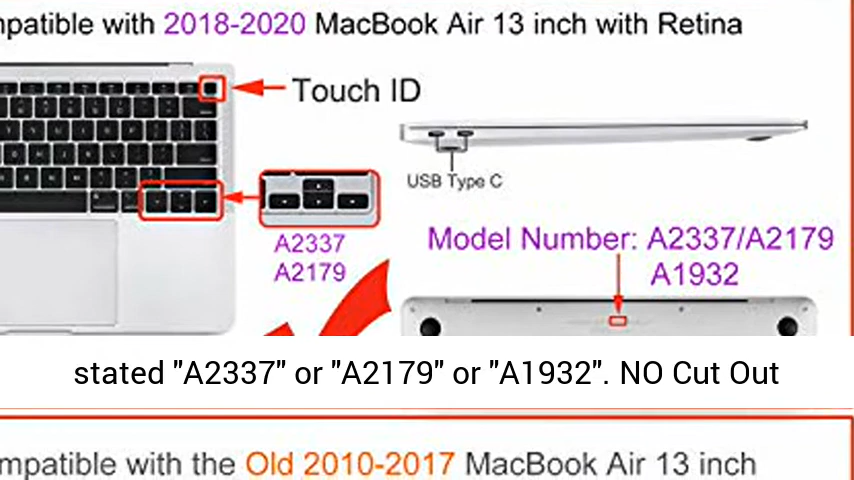 mpatible with 2018-2020 MacBook Air 13 inch with Retina
Touch ID
USB Type C
A2337
A2179
Model Number: A2337/A2179
A1932
stated "A2337" or "A2179" or "A1932". NO Cut Out
mpatible with the Old 2010-2017 MacBook Air 13 inch